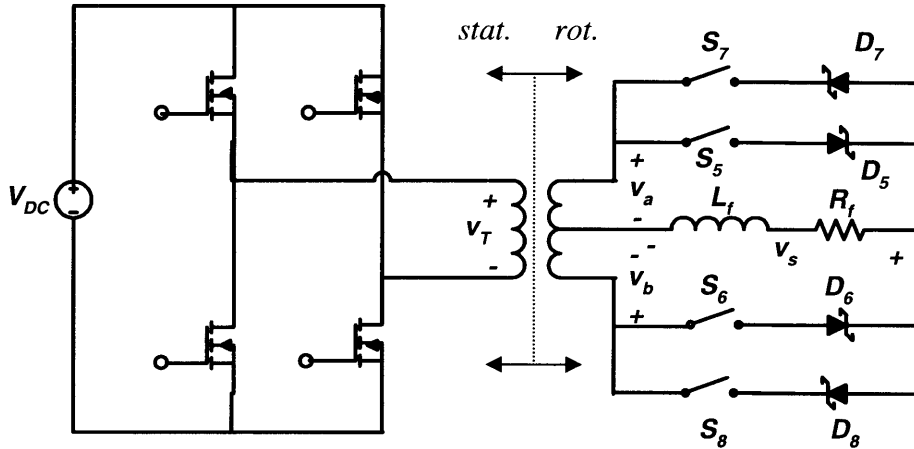 stat. rot.
S7 D7
S5 D5
VDC + -
+ vT -
+ va -
Lf Rf
- vs +
- vb +
S6 D6
S8 D8